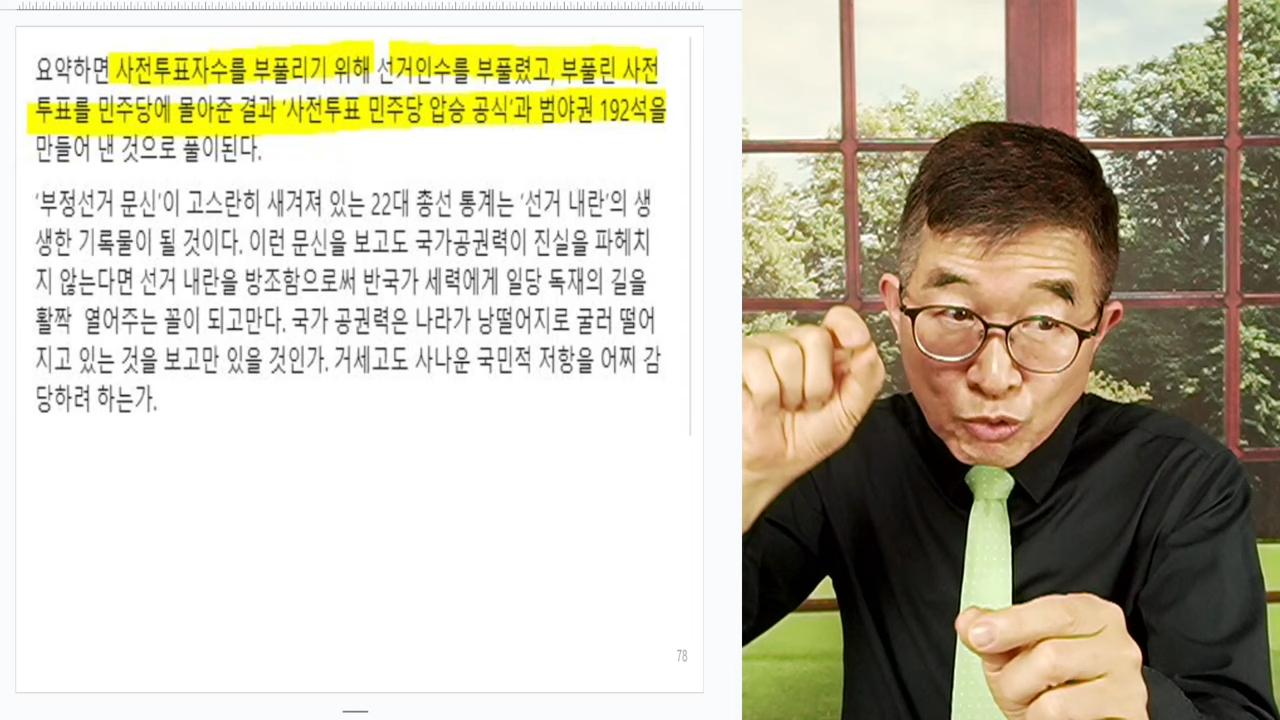 요약하면 사전투표자수를 부풀리기 위해 선거인수를 부풀렸고, 부풀린 사전
투표를 민주당에 몰아준 결과 '사전투표 민주당 압승 공식'과 범야권 192석을
만들어 낸 것으로 풀이된다.
'부정선거 문신'이 고스란히 새겨져 있는 22대 총선 통계는 '선거 내란'의 생
생한 기록물이 될 것이다. 이런 문신을 보고도 국가공권력이 진실을 파헤치
지 않는다면 선거 내란을 방조함으로써 반국가 세력에게 일당 독재의 길을
활짝 열어주는 꼴이 되고만다. 국가 공권력은 나라가 낭떨어지로 굴러 떨어
지고 있는 것을 보고만 있을 것인가. 거세고도 사나운 국민적 저항을 어찌 감
당하려 하는가.
78